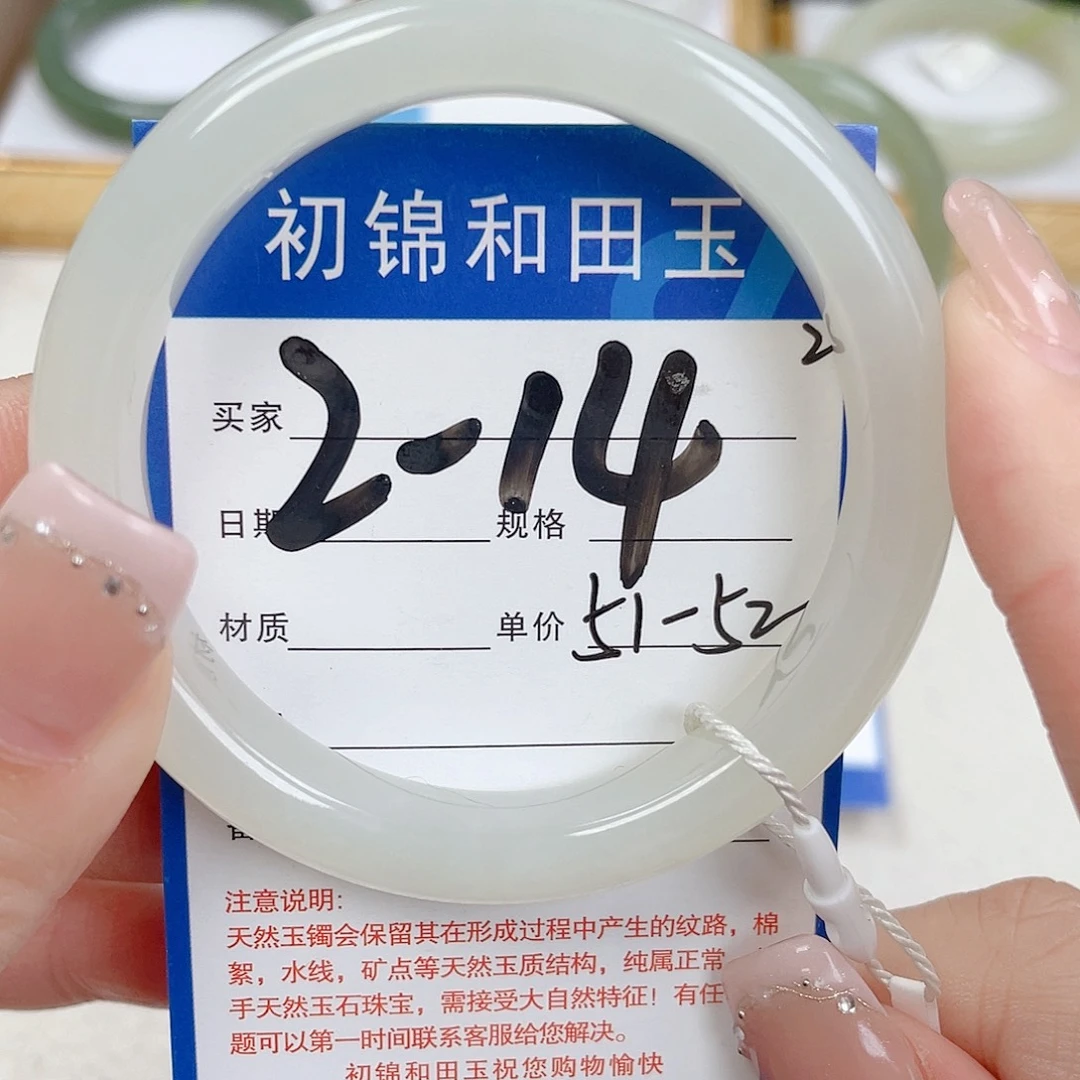 初锦和田玉
2-14
买家
日期 规格
材质 单价 51-52
注意说明:
天然玉镯会保留其在形成过程中产生的纹路，棉
絮，水线，矿点等天然玉质结构，纯属正常
手天然玉石珠宝，需接受大自然特征！有任
题可以第一时间联系客服给您解决。
初锦和田玉祝您购物愉快